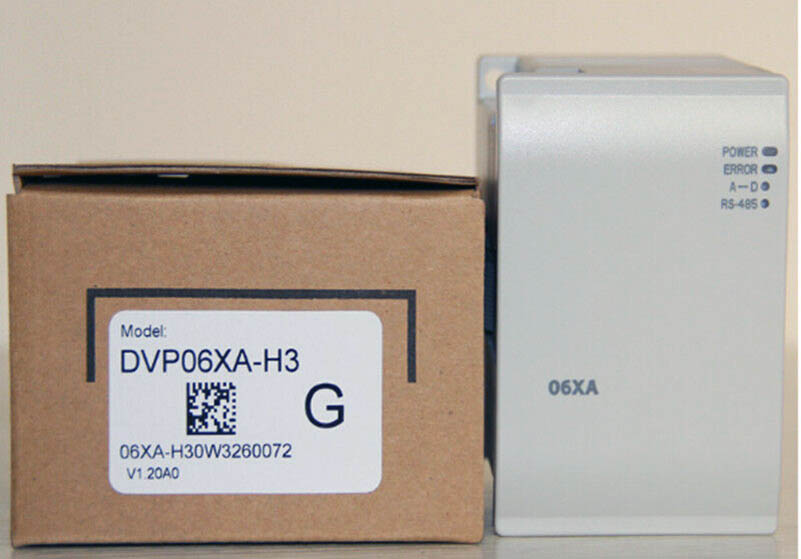 Model:
DVP06XA-H3
G
06XA-H30W3260072
V1.20A0
POWER
ERROR
A—D
RS-485
06XA